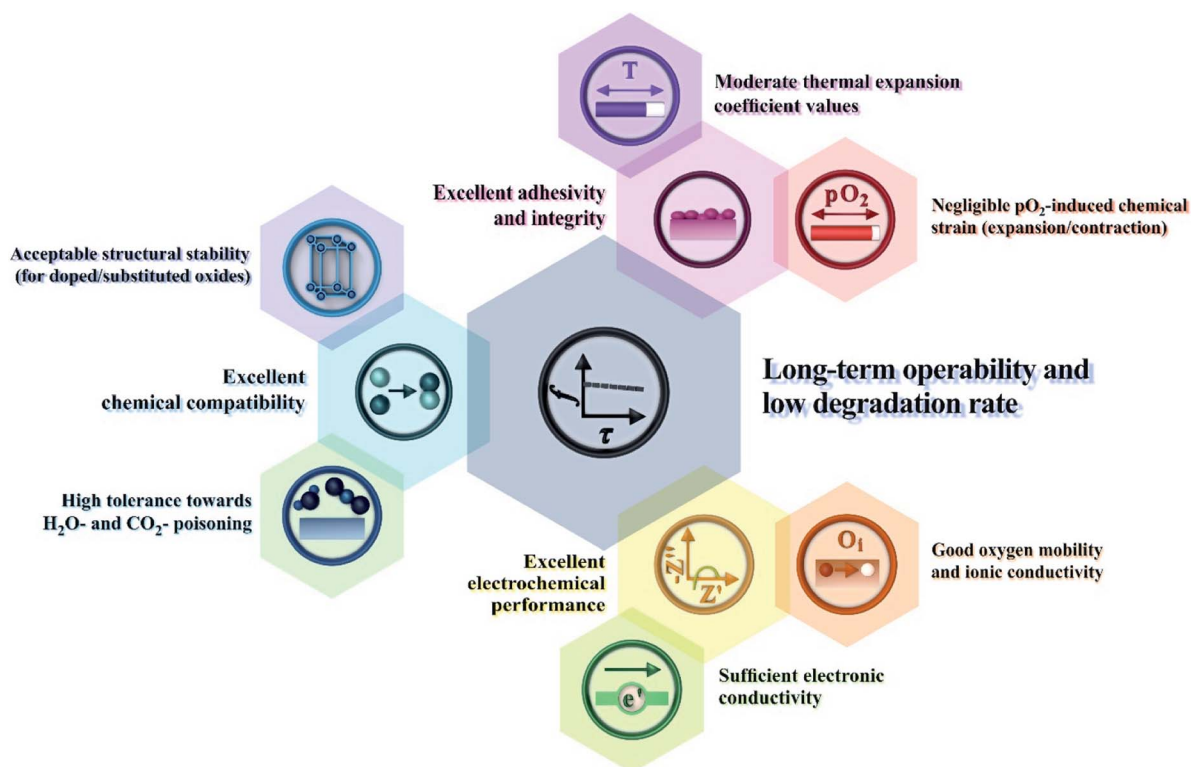 T
Moderate thermal expansion
coefficient values
Excellent adhesivity
and integrity
pO₂
Negligible pO₂-induced chemical
strain (expansion/contraction)
Acceptable structural stability
(for doped/substituted oxides)
Excellent
chemical compatibility
f
τ
Long-term operability and
low degradation rate
High tolerance towards
H₂O- and CO₂- poisoning
Excellent
electrochemical
performance
-Z''
Z'
Oᵢ
Good oxygen mobility
and ionic conductivity
e'
Sufficient electronic
conductivity